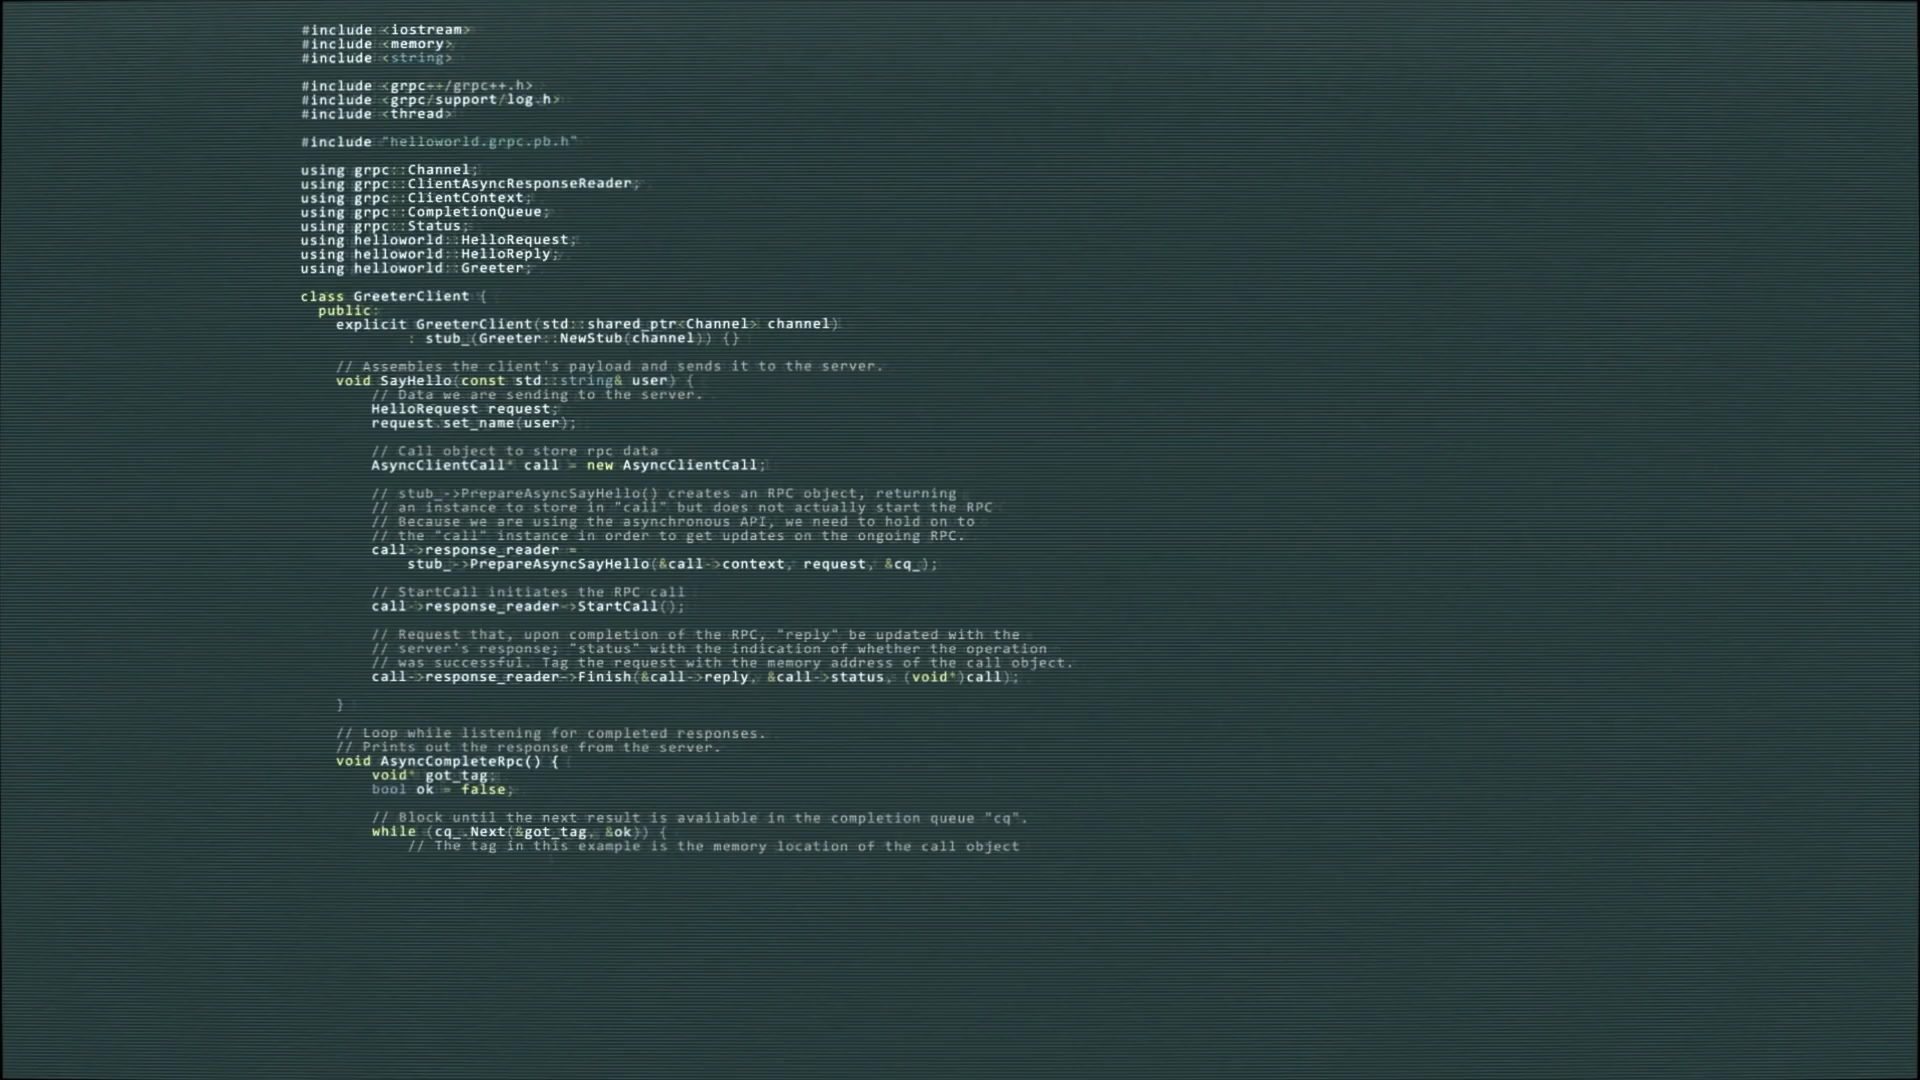 #include <iostream>
#include <memory>
#include <string>
#include <grpc++/grpc++.h>
#include <grpc/support/log.h>
#include <thread>
#include "helloworld.grpc.pb.h"
using grpc::Channel;
using grpc::ClientAsyncResponseReader;
using grpc::ClientContext;
using grpc::CompletionQueue;
using grpc::Status;
using helloworld::HelloRequest;
using helloworld::HelloReply;
using helloworld::Greeter;
class GreeterClient {
public:
explicit GreeterClient(std::shared_ptr<Channel> channel)
: stub_(Greeter::NewStub(channel)) {}
// Assembles the client's payload and sends it to the server.
void SayHello(const std::string& user) {
// Data we are sending to the server.
HelloRequest request;
request.set_name(user);
// Call object to store rpc data
AsyncClientCall* call = new AsyncClientCall;
// stub_->PrepareAsyncSayHello() creates an RPC object, returning
// an instance to store in "call" but does not actually start the RPC
// Because we are using the asynchronous API, we need to hold on to
// the "call" instance in order to get updates on the ongoing RPC.
call->response_reader =
stub_->PrepareAsyncSayHello(&call->context, request, &cq_);
// StartCall initiates the RPC call
call->response_reader->StartCall();
// Request that, upon completion of the RPC, "reply" be updated with the
// server's response; "status" with the indication of whether the operation
// was successful. Tag the request with the memory address of the call object.
call->response_reader->Finish(&call->reply, &call->status, (void*)call);
}
// Loop while listening for completed responses.
// Prints out the response from the server.
void AsyncCompleteRpc() {
void* got_tag;
bool ok = false;
// Block until the next result is available in the completion queue "cq".
while (cq_.Next(&got_tag, &ok)) {
// The tag in this example is the memory location of the call object